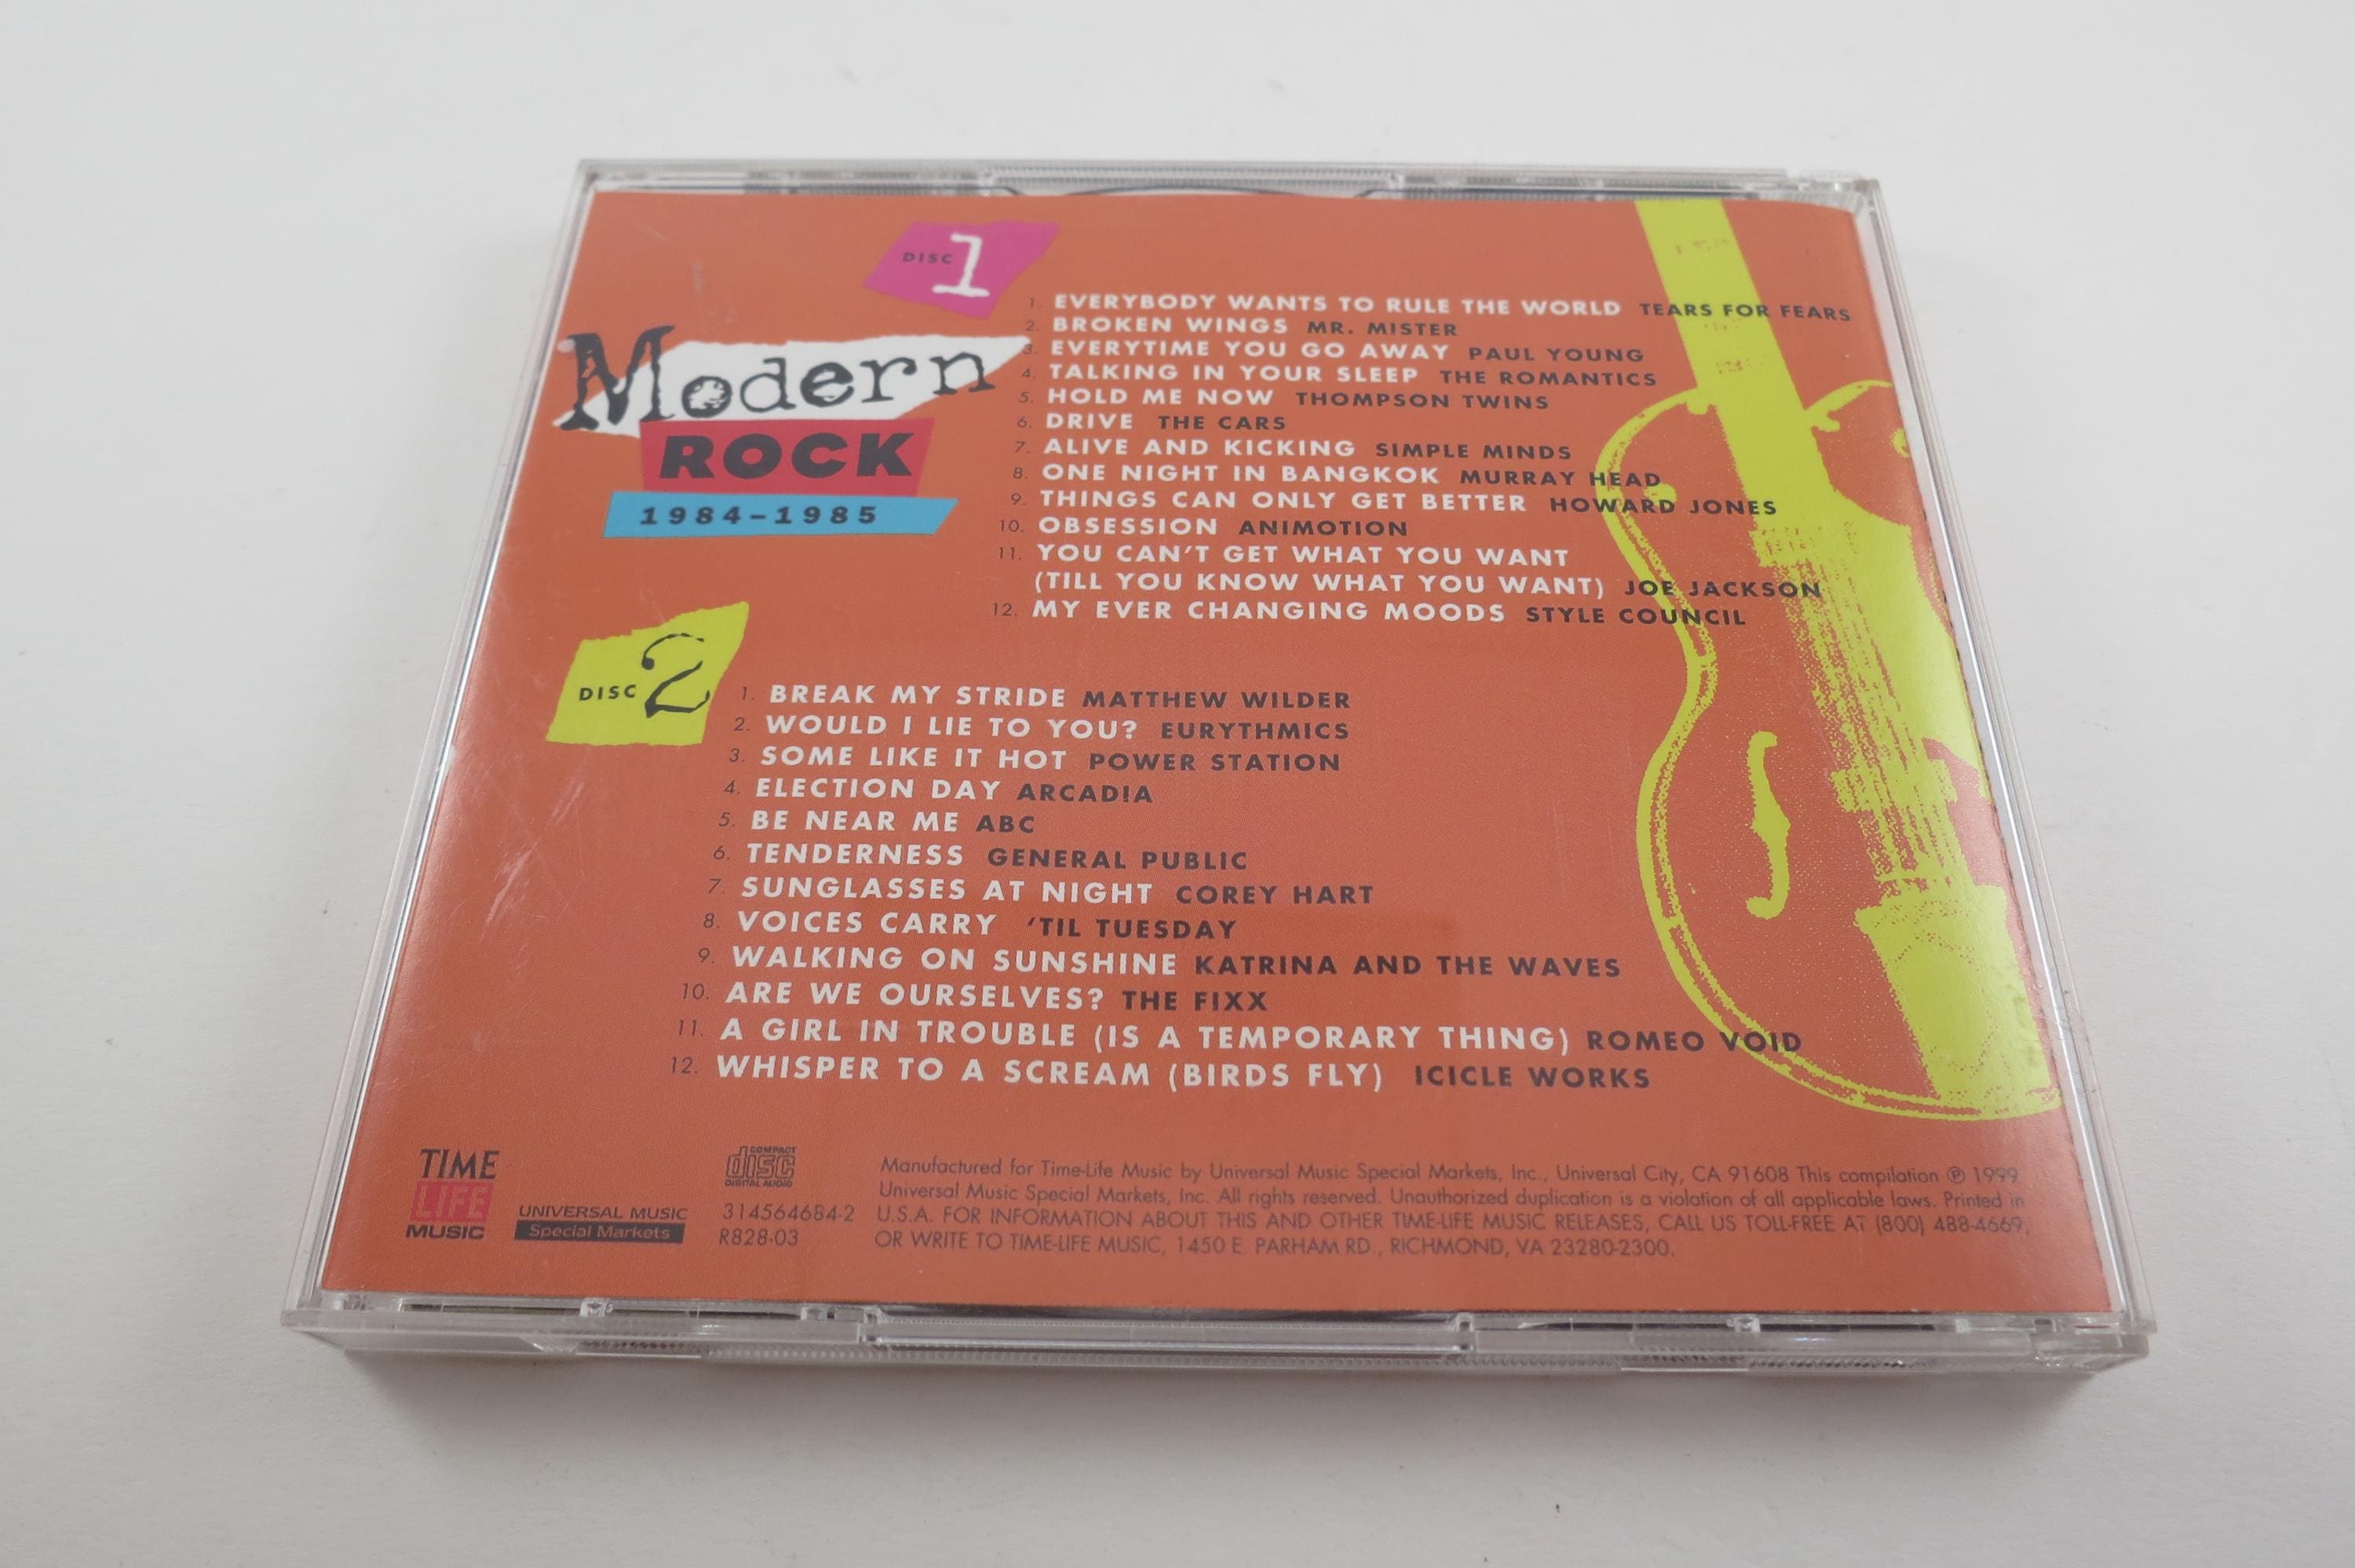 DISC 1
1. EVERYBODY WANTS TO RULE THE WORLD TEARS FOR FEARS
2. BROKEN WINGS MR. MISTER
3. EVERYTIME YOU GO AWAY PAUL YOUNG
4. TALKING IN YOUR SLEEP THE ROMANTICS
5. HOLD ME NOW THOMPSON TWINS
6. DRIVE THE CARS
7. ALIVE AND KICKING SIMPLE MINDS
8. ONE NIGHT IN BANGKOK MURRAY HEAD
9. THINGS CAN ONLY GET BETTER HOWARD JONES
10. OBSESSION ANIMOTION
11. YOU CAN'T GET WHAT YOU WANT
(TILL YOU KNOW WHAT YOU WANT) JOE JACKSON
12. MY EVER CHANGING MOODS STYLE COUNCIL
Modern
ROCK
1984-1985
DISC 2
1. BREAK MY STRIDE MATTHEW WILDER
2. WOULD I LIE TO YOU? EURYTHMICS
3. SOME LIKE IT HOT POWER STATION
4. ELECTION DAY ARCADIA
5. BE NEAR ME ABC
6. TENDERNESS GENERAL PUBLIC
7. SUNGLASSES AT NIGHT COREY HART
8. VOICES CARRY 'TIL TUESDAY
9. WALKING ON SUNSHINE KATRINA AND THE WAVES
10. ARE WE OURSELVES? THE FIXX
11. A GIRL IN TROUBLE (IS A TEMPORARY THING) ROMEO VOID
12. WHISPER TO A SCREAM (BIRDS FLY) ICICLE WORKS
TIME
LIFE
MUSIC
UNIVERSAL MUSIC
Special Markets
COMPACT
disc
DIGITAL AUDIO
314564684-2
R828-03
Manufactured for Time-Life Music by Universal Music Special Markets, Inc., Universal City, CA 91608 This compilation ℗ 1999
Universal Music Special Markets, Inc. All rights reserved. Unauthorized duplication is a violation of all applicable laws. Printed in
U.S.A. FOR INFORMATION ABOUT THIS AND OTHER TIME-LIFE MUSIC RELEASES, CALL US TOLL-FREE AT (800) 488-4669,
OR WRITE TO TIME-LIFE MUSIC, 1450 E. PARHAM RD., RICHMOND, VA 23280-2300.